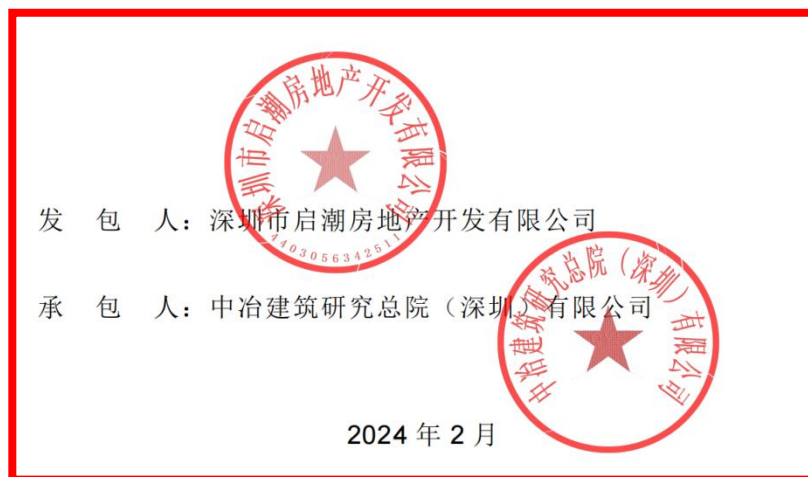 深圳市启潮房地产开发有限公司
4403056342511
发 包 人：深圳市启潮房地产开发有限公司
中冶建筑研究总院（深圳）有限公司
承 包 人：中冶建筑研究总院（深圳）有限公司
2024 年 2 月